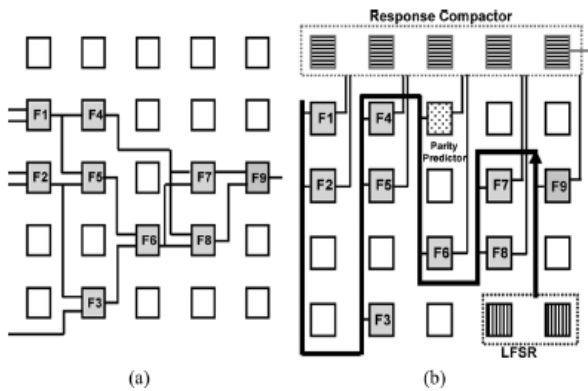 Response Compactor
F1 F4
F2 F5 F7 F9
F6 F8
F3
F1 F4
Parity
Predictor
F2 F5 F7 F9
F6 F8
F3
LFSR
(a) (b)